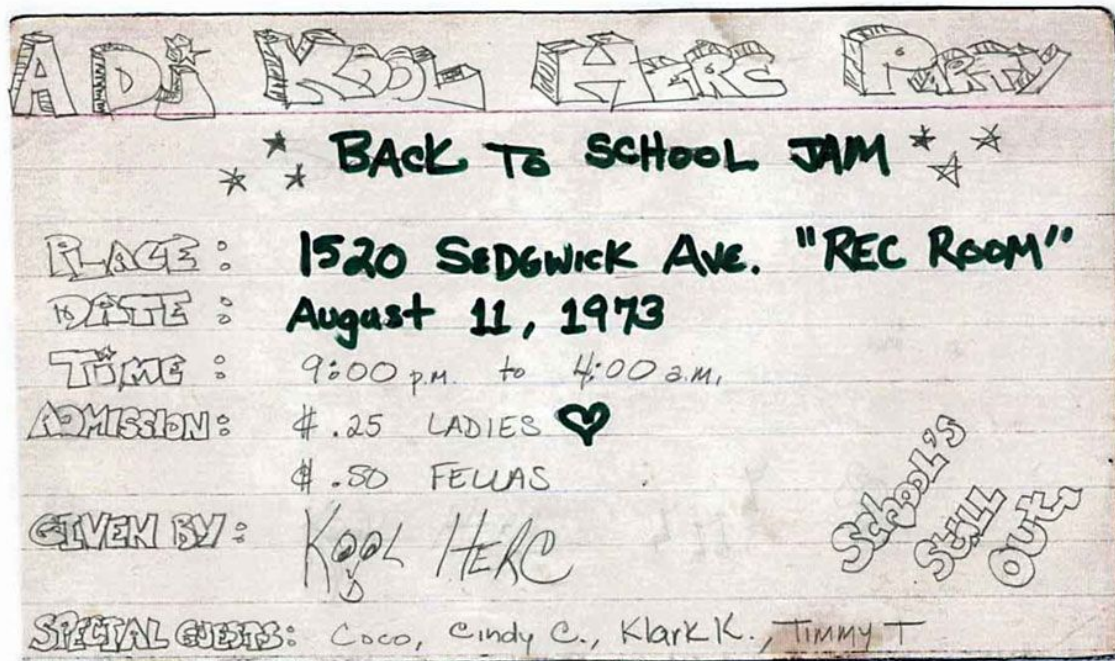 A DJ KOOL HERC PARTY
BACK TO SCHOOL JAM
PLACE: 1520 SEDGWICK AVE. "REC ROOM"
DATE: August 11, 1973
TIME: 9:00 p.m. to 4:00 a.m.
ADMISSION: $.25 LADIES ♥
$.50 FELLAS
GIVEN BY: KOOL HERC
SCHOOL'S
STILL
OUT.
SPECIAL GUESTS: Coco, Cindy C., Klark K., Timmy T